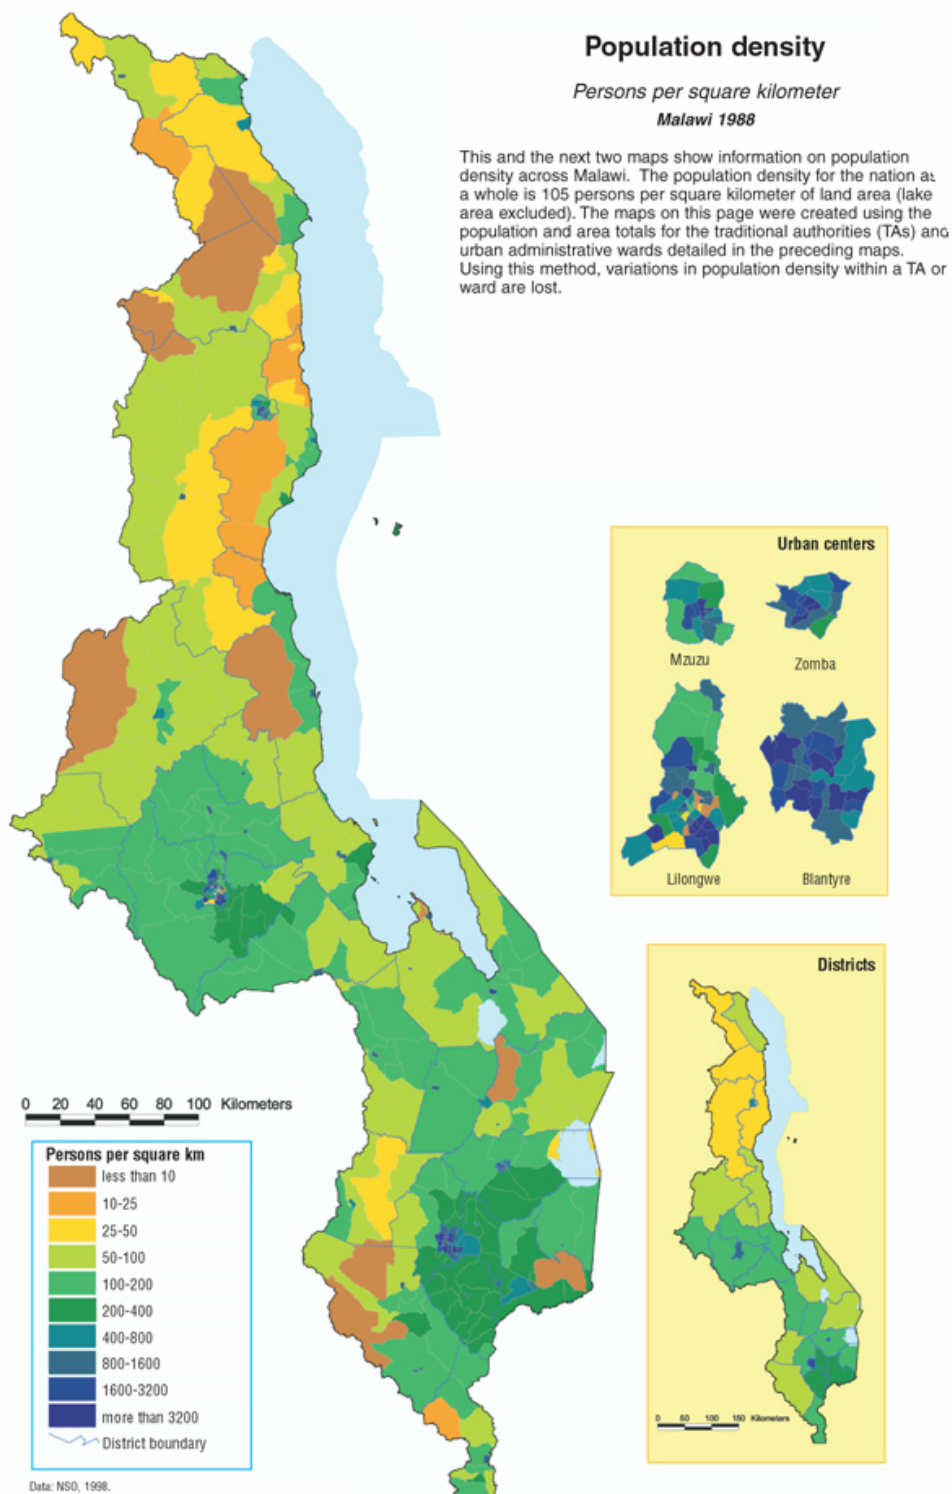 Population density
Persons per square kilometer
Malawi 1988
This and the next two maps show information on population
density across Malawi. The population density for the nation as
a whole is 105 persons per square kilometer of land area (lake
area excluded). The maps on this page were created using the
population and area totals for the traditional authorities (TAs) and
urban administrative wards detailed in the preceding maps.
Using this method, variations in population density within a TA or
ward are lost.
Urban centers
Mzuzu
Zomba
Lilongwe
Blantyre
Districts
0 50 100 150 Kilometers
0 20 40 60 80 100 Kilometers
Persons per square km
less than 10
10-25
25-50
50-100
100-200
200-400
400-800
800-1600
1600-3200
more than 3200
District boundary
Data: NSO, 1998.